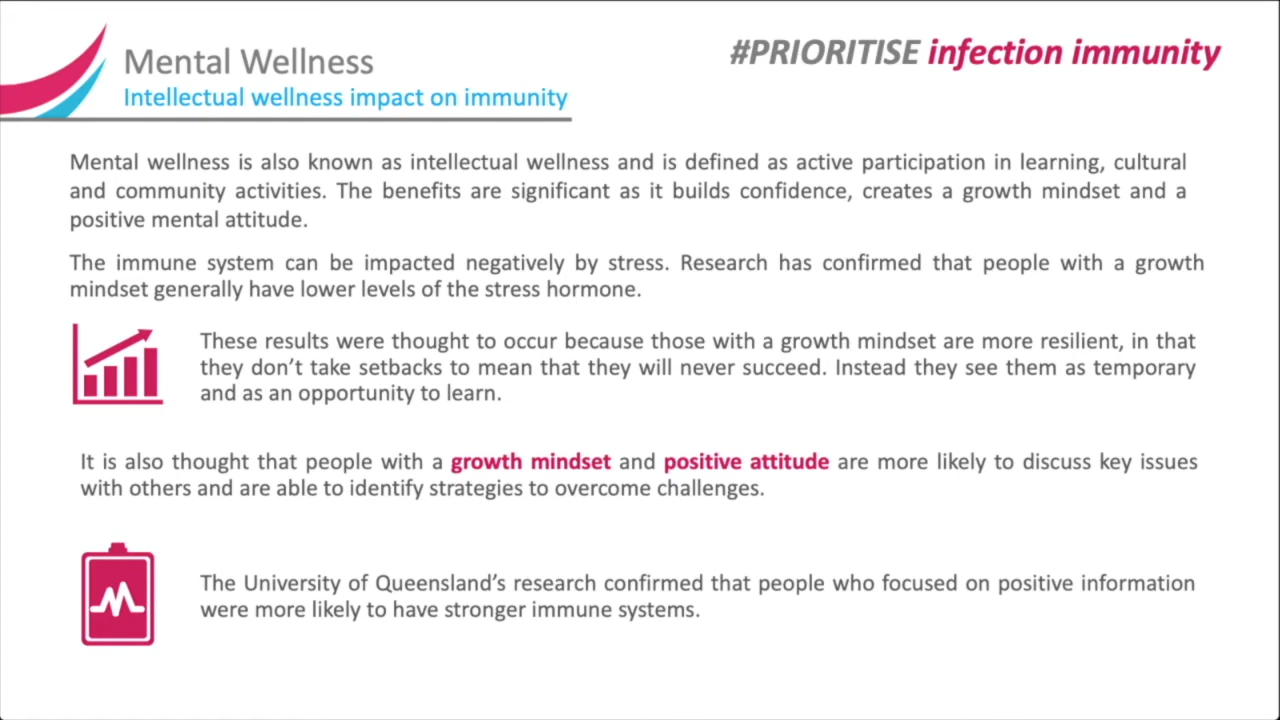 Mental Wellness
#PRIORITISE infection immunity
Intellectual wellness impact on immunity
Mental wellness is also known as intellectual wellness and is defined as active participation in learning, cultural
and community activities. The benefits are significant as it builds confidence, creates a growth mindset and a
positive mental attitude.
The immune system can be impacted negatively by stress. Research has confirmed that people with a growth
mindset generally have lower levels of the stress hormone.
These results were thought to occur because those with a growth mindset are more resilient, in that
they don’t take setbacks to mean that they will never succeed. Instead they see them as temporary
and as an opportunity to learn.
It is also thought that people with a growth mindset and positive attitude are more likely to discuss key issues
with others and are able to identify strategies to overcome challenges.
The University of Queensland’s research confirmed that people who focused on positive information
were more likely to have stronger immune systems.